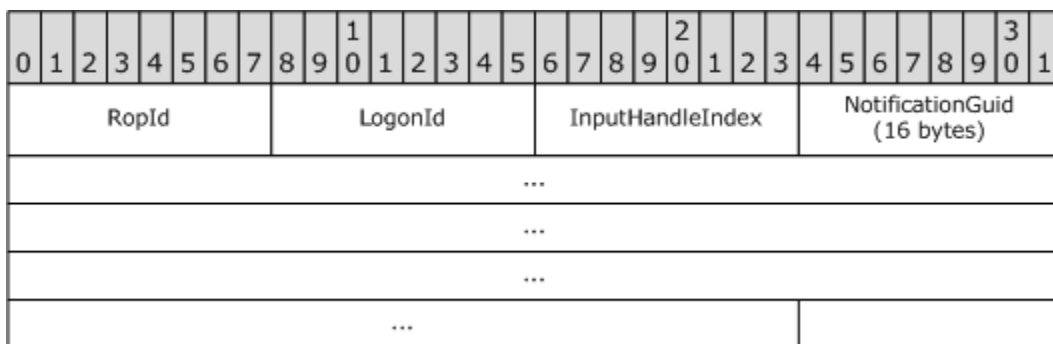 1 2 3
0 1 2 3 4 5 6 7 8 9 0 1 2 3 4 5 6 7 8 9 0 1 2 3 4 5 6 7 8 9 0 1
RopId LogonId InputHandleIndex NotificationGuid
(16 bytes)
...
...
...
...